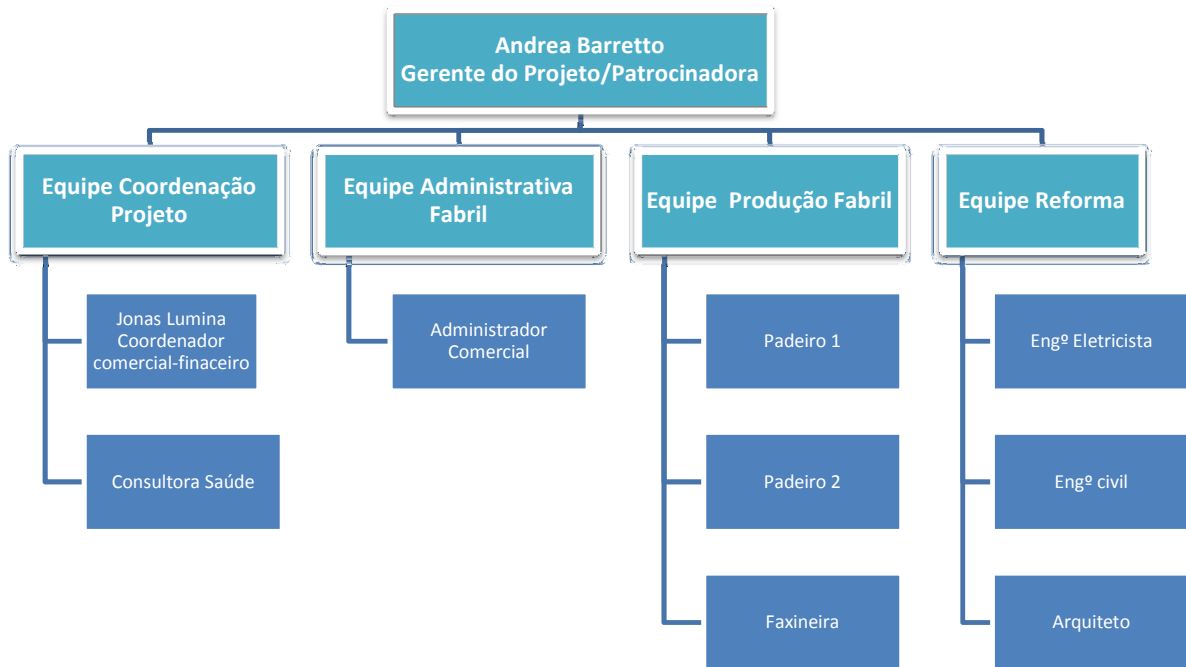 Andrea Barretto
Gerente do Projeto/Patrocinadora
Equipe Coordenação
Projeto
Equipe Administrativa
Fabril
Equipe Produção Fabril
Equipe Reforma
Jonas Lumina
Coordenador
comercial-finaceiro
Consultora Saúde
Administrador
Comercial
Padeiro 1
Padeiro 2
Faxineira
Engº Eletricista
Engº civil
Arquiteto